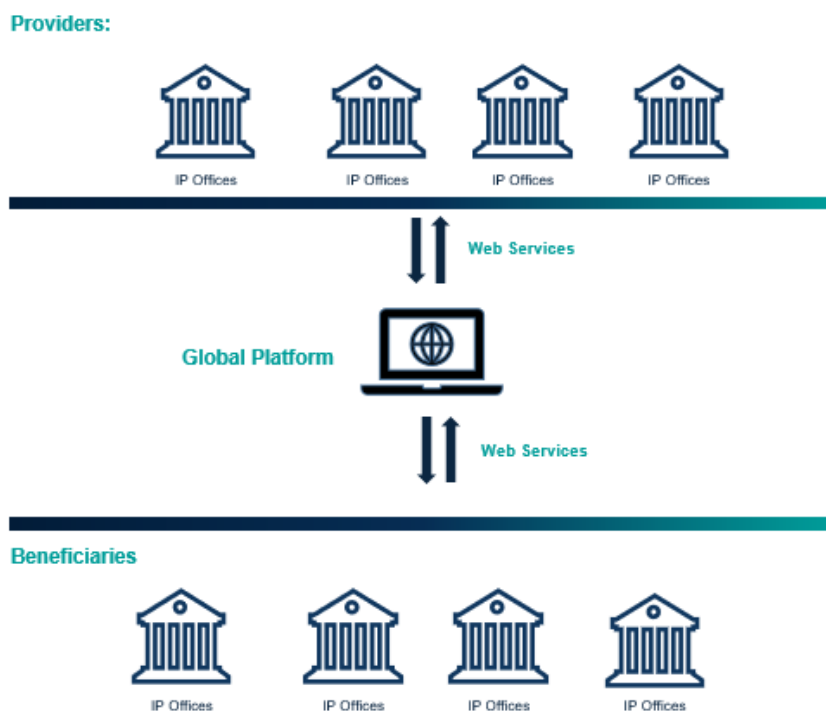 Providers:
IP Offices IP Offices IP Offices IP Offices
Web Services
Global Platform
Web Services
Beneficiaries
IP Offices IP Offices IP Offices IP Offices